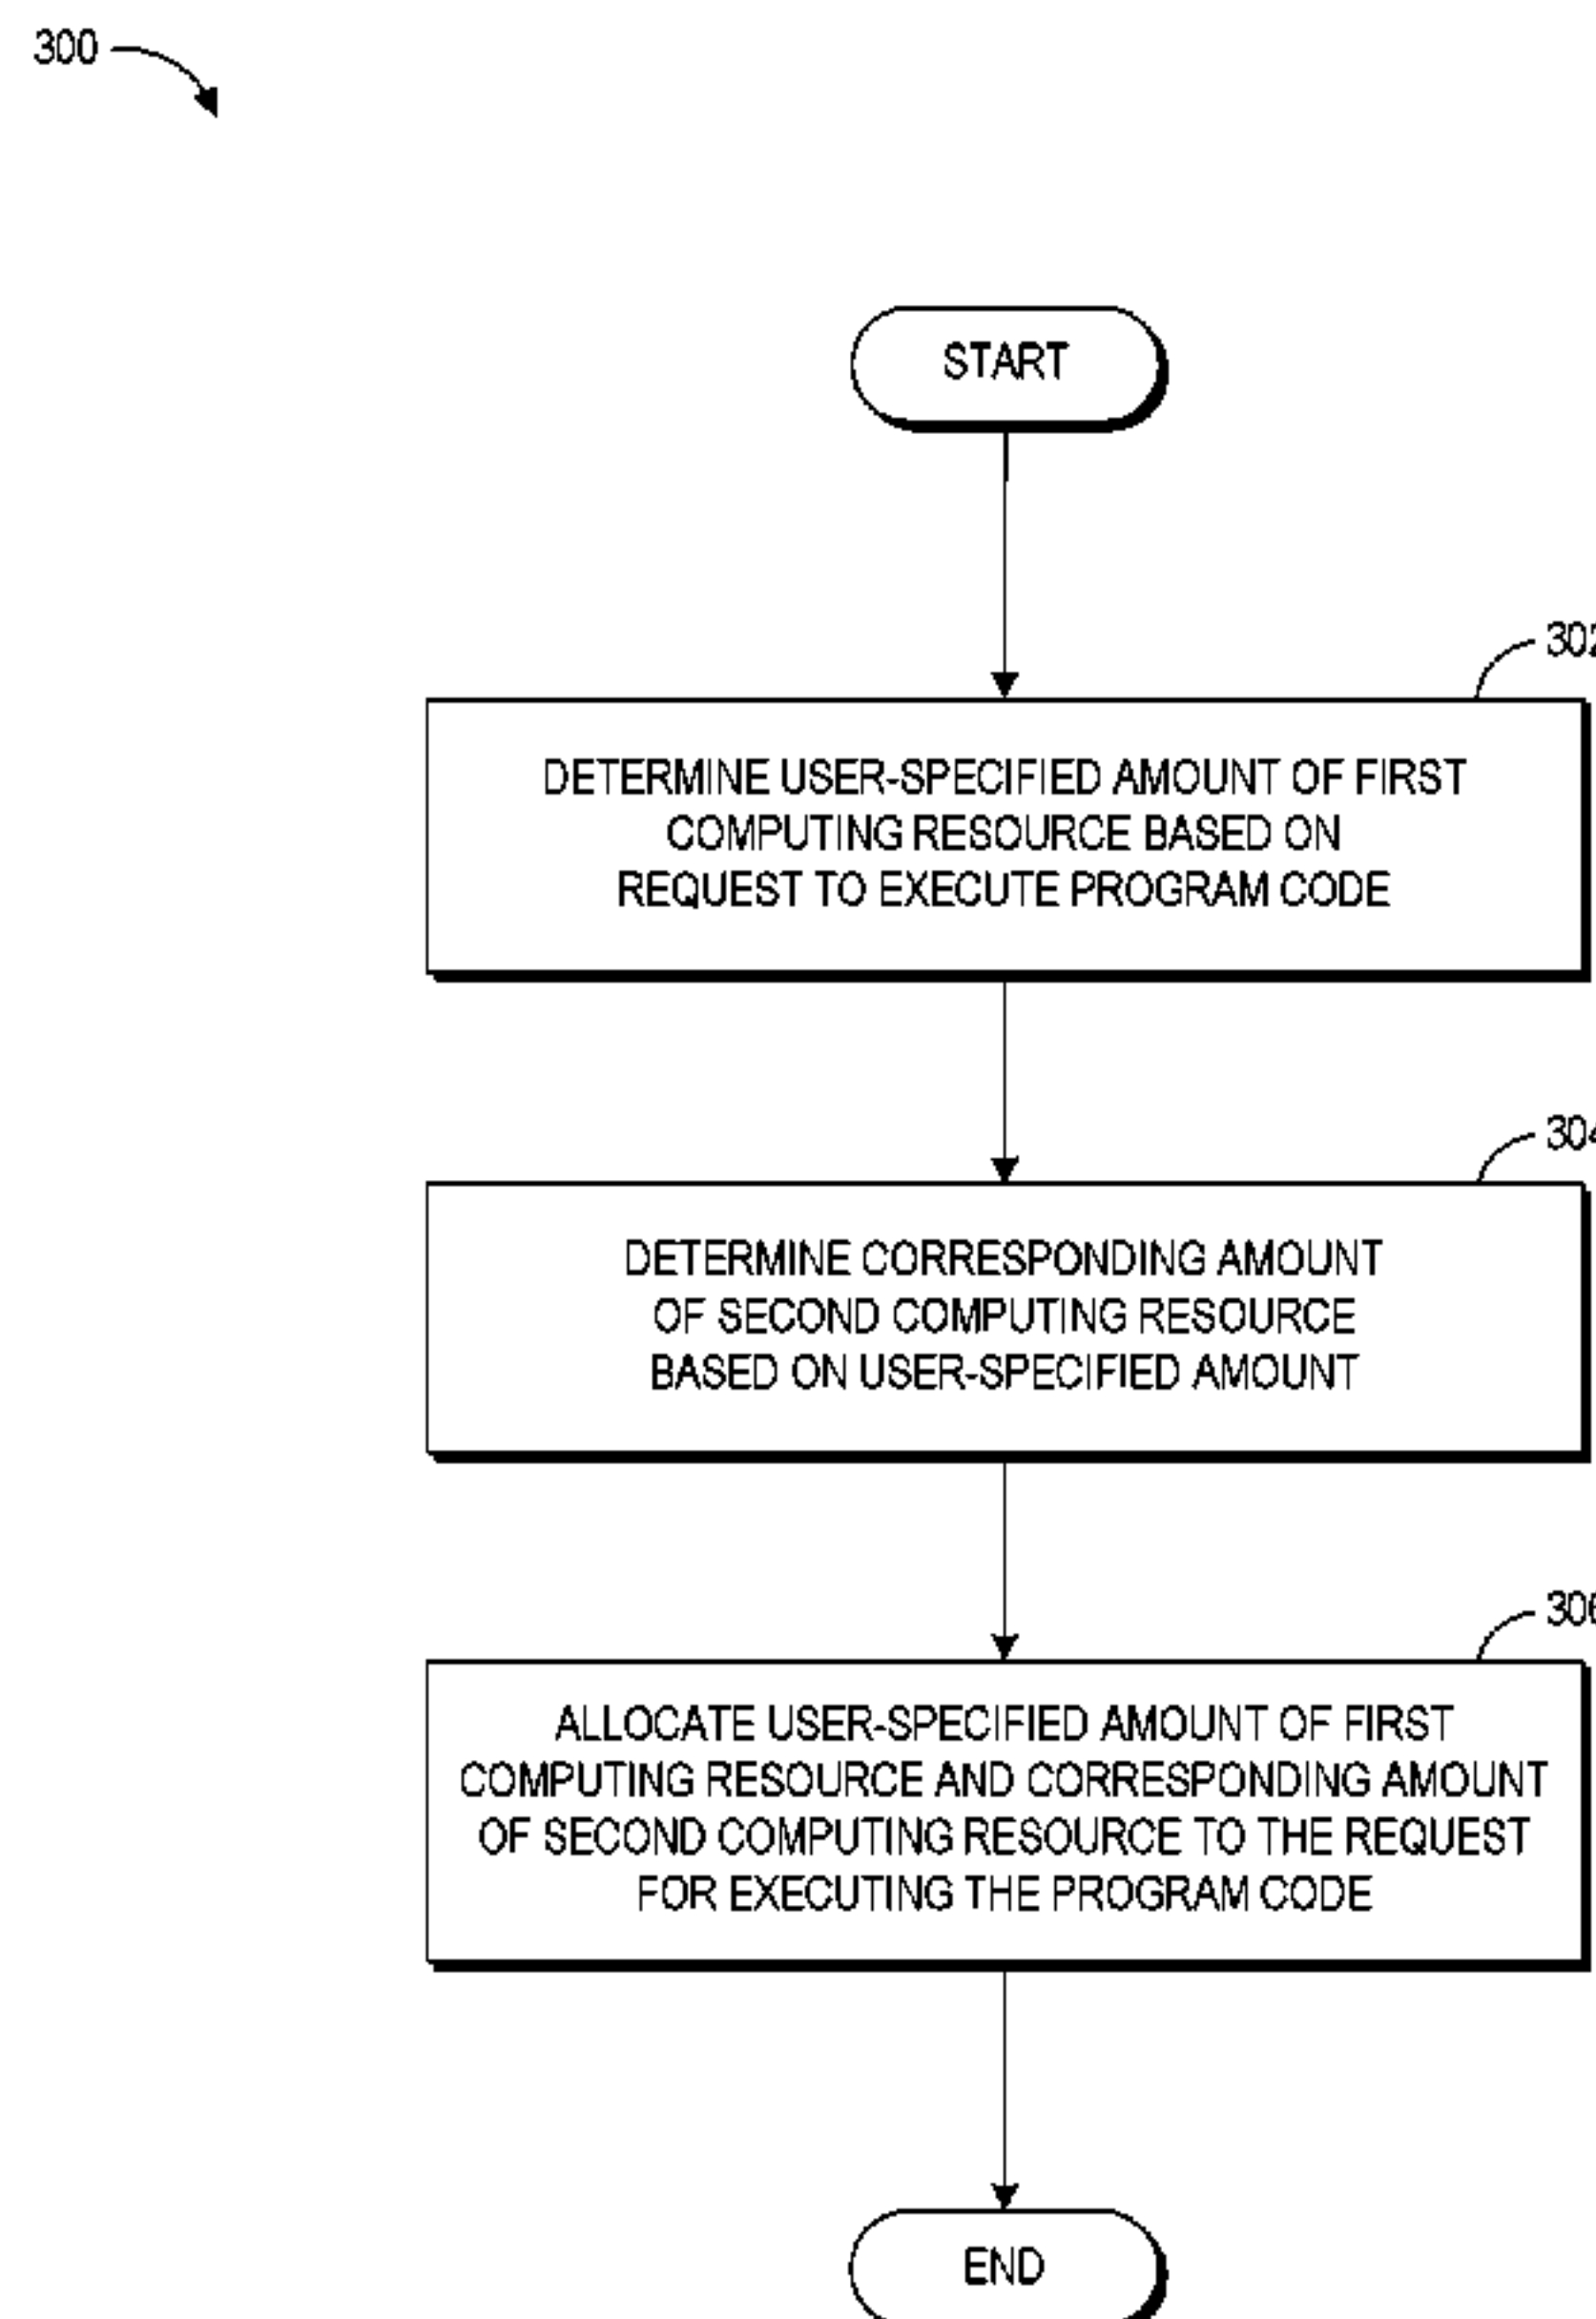 300
START
302
DETERMINE USER-SPECIFIED AMOUNT OF FIRST
COMPUTING RESOURCE BASED ON
REQUEST TO EXECUTE PROGRAM CODE
304
DETERMINE CORRESPONDING AMOUNT
OF SECOND COMPUTING RESOURCE
BASED ON USER-SPECIFIED AMOUNT
306
ALLOCATE USER-SPECIFIED AMOUNT OF FIRST
COMPUTING RESOURCE AND CORRESPONDING AMOUNT
OF SECOND COMPUTING RESOURCE TO THE REQUEST
FOR EXECUTING THE PROGRAM CODE
END